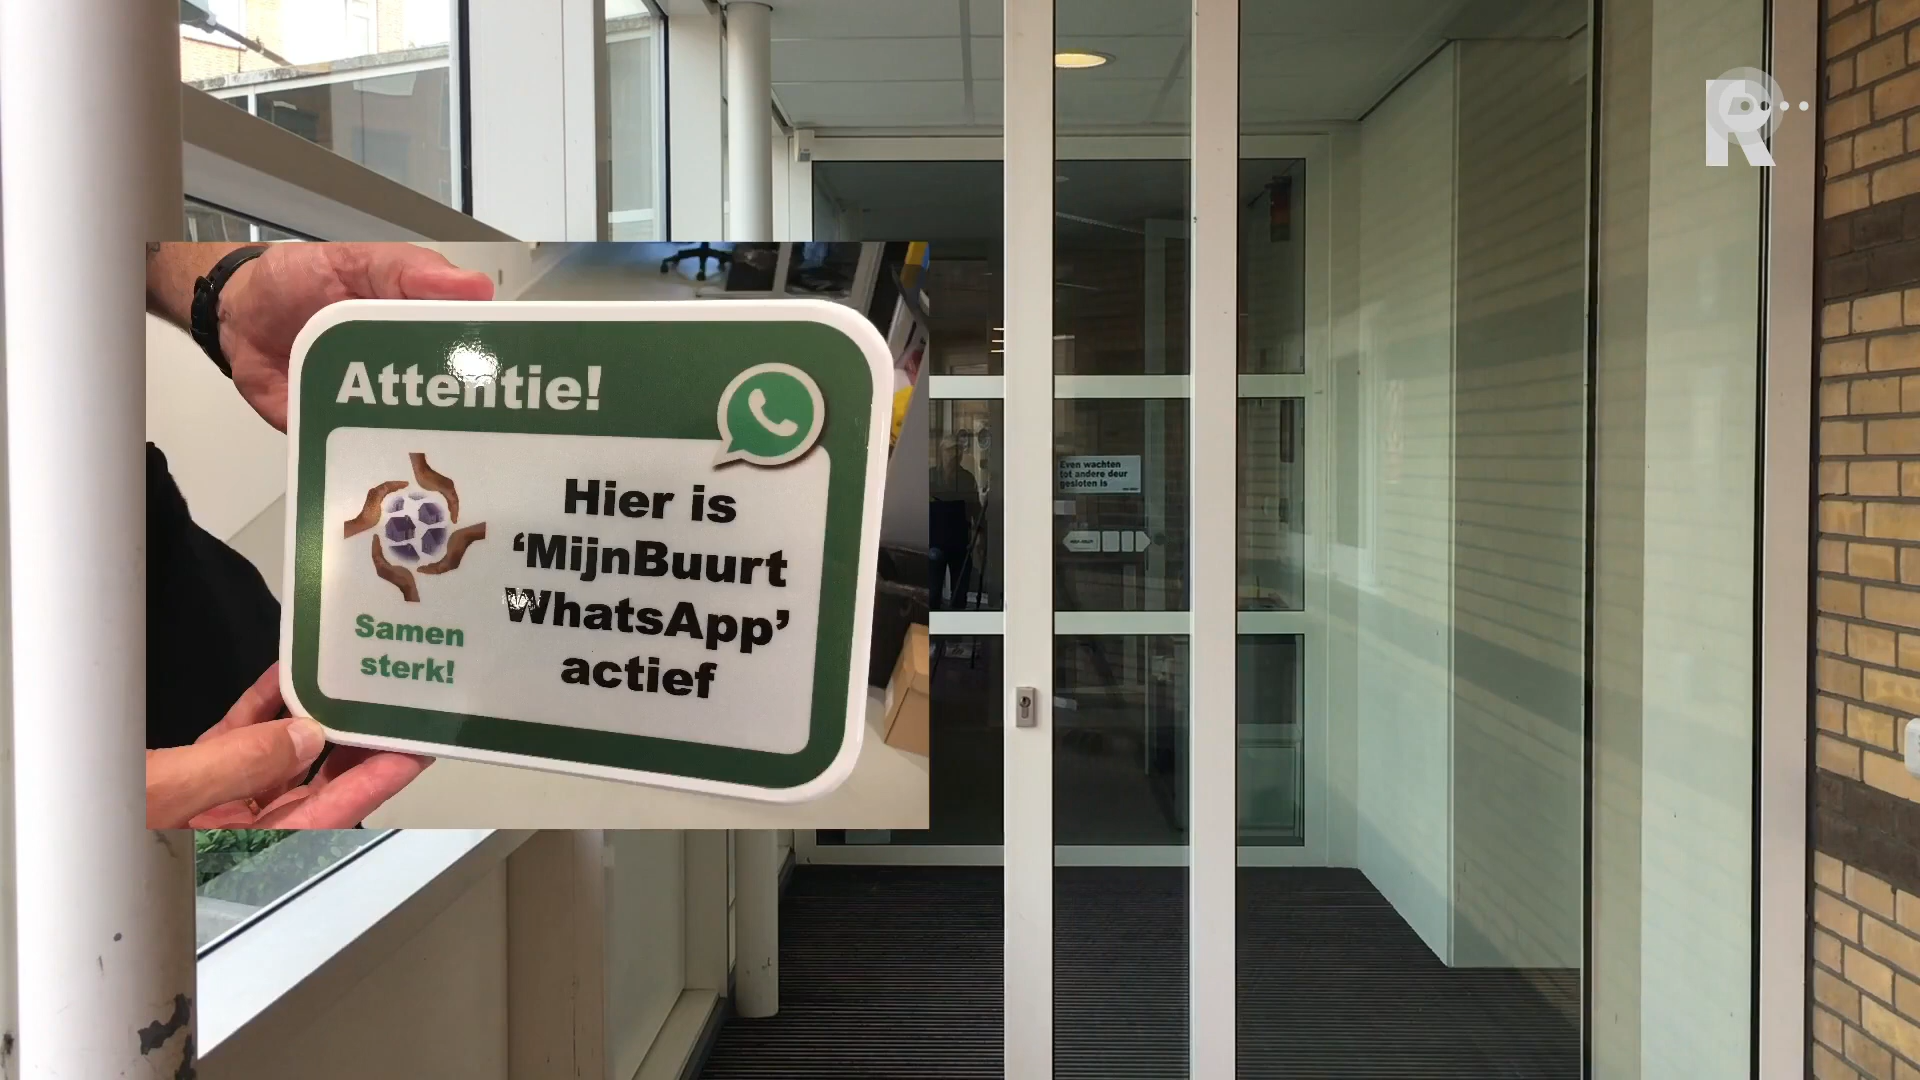 Attentie!
Hier is
‘MijnBuurt
WhatsApp’
actief
Samen
sterk!
Even wachten
tot andere deur
gesloten is
R